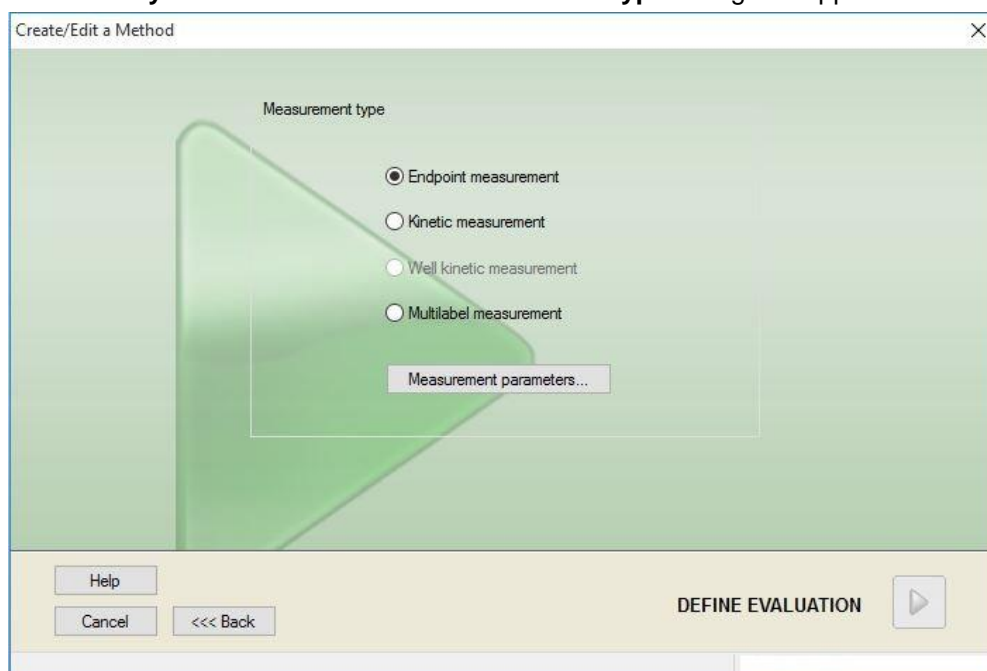 Create/Edit a Method
Measurement type
Endpoint measurement
Kinetic measurement
Well kinetic measurement
Multilabel measurement
Measurement parameters...
Help
Cancel
<<< Back
DEFINE EVALUATION